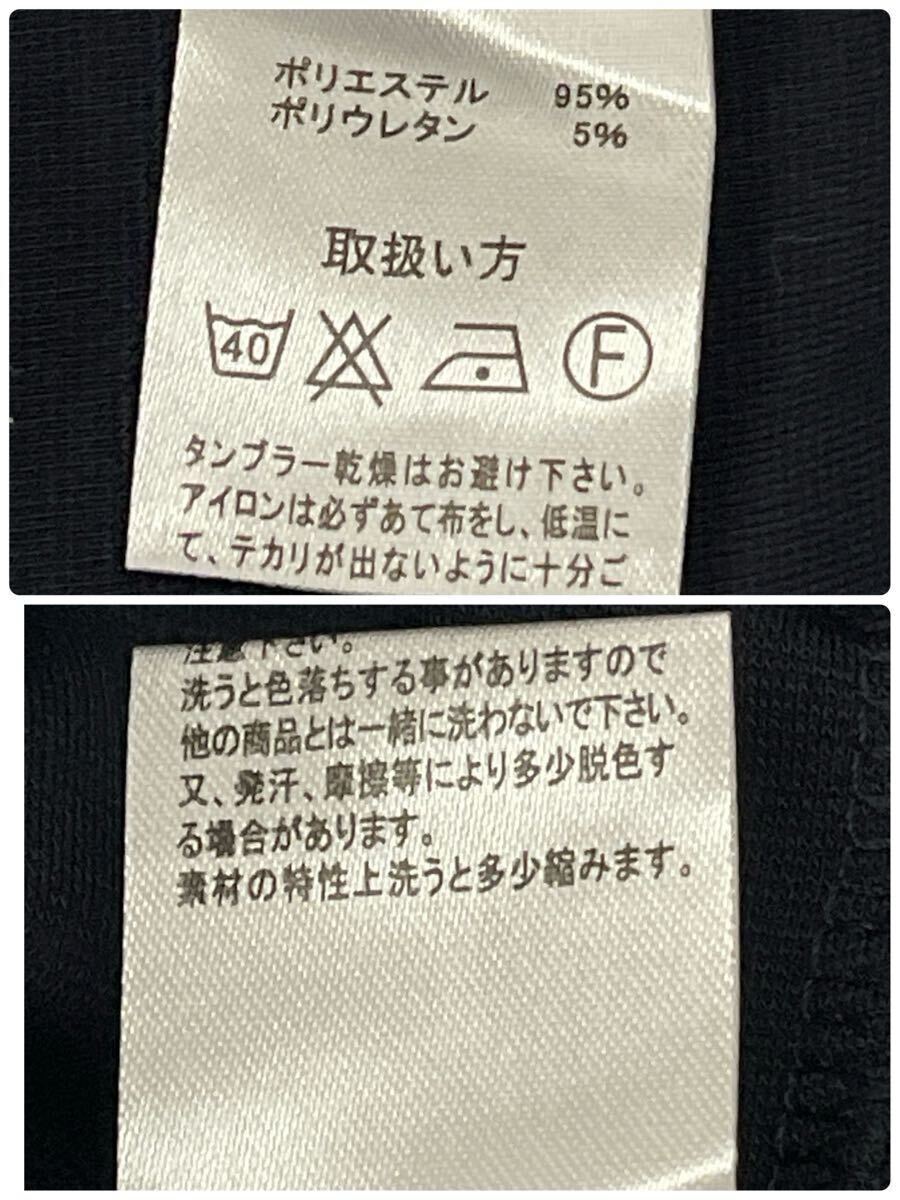 ポリエステル 95%
ポリウレタン 5%
取扱い方
40 F
タンブラー乾燥はお避け下さい。
アイロンは必ずあて布をし、低温に
て、テカリが出ないように十分ご
注意下さい。
洗うと色落ちする事がありますので
他の商品とは一緒に洗わないで下さい。
又、発汗、摩擦等により多少脱色す
る場合があります。
素材の特性上洗うと多少縮みます。